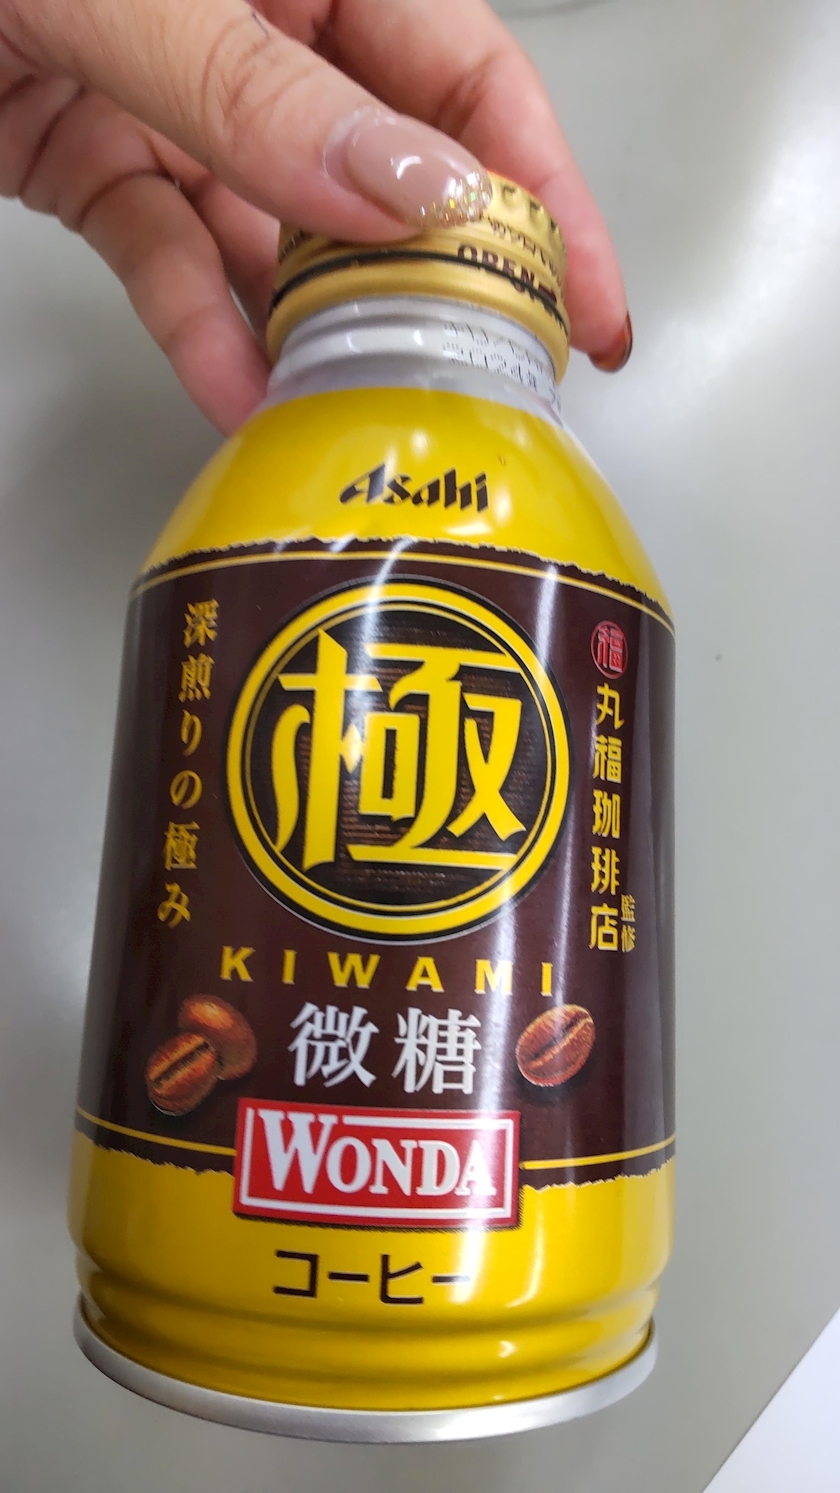 OPEN
Asahi
深煎りの極み
極
福
丸福珈琲店
監修
KIWAMI
微糖
WONDA
コーヒー